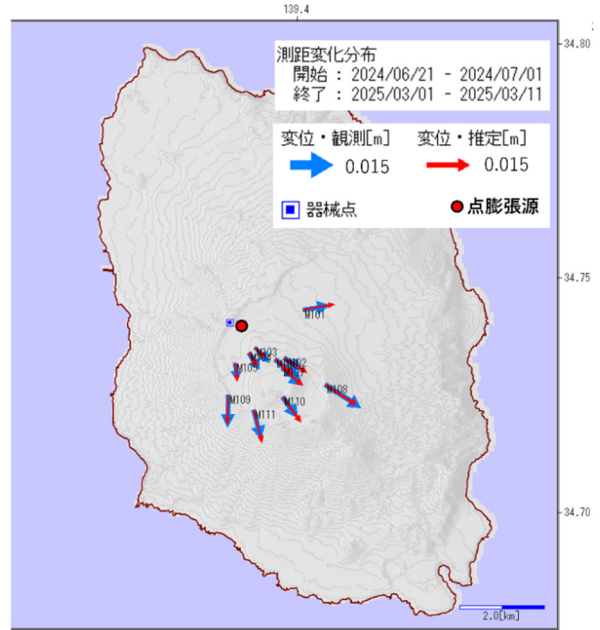 139.4
34.80
測距変化分布
開始 : 2024/06/21 - 2024/07/01
終了 : 2025/03/01 - 2025/03/11
変位・観測[m] 変位・推定[m]
0.015 0.015
器械点 点膨張源
34.75
M101
M103
M105
M108
M109
M110
M111
34.70
2.0[km]